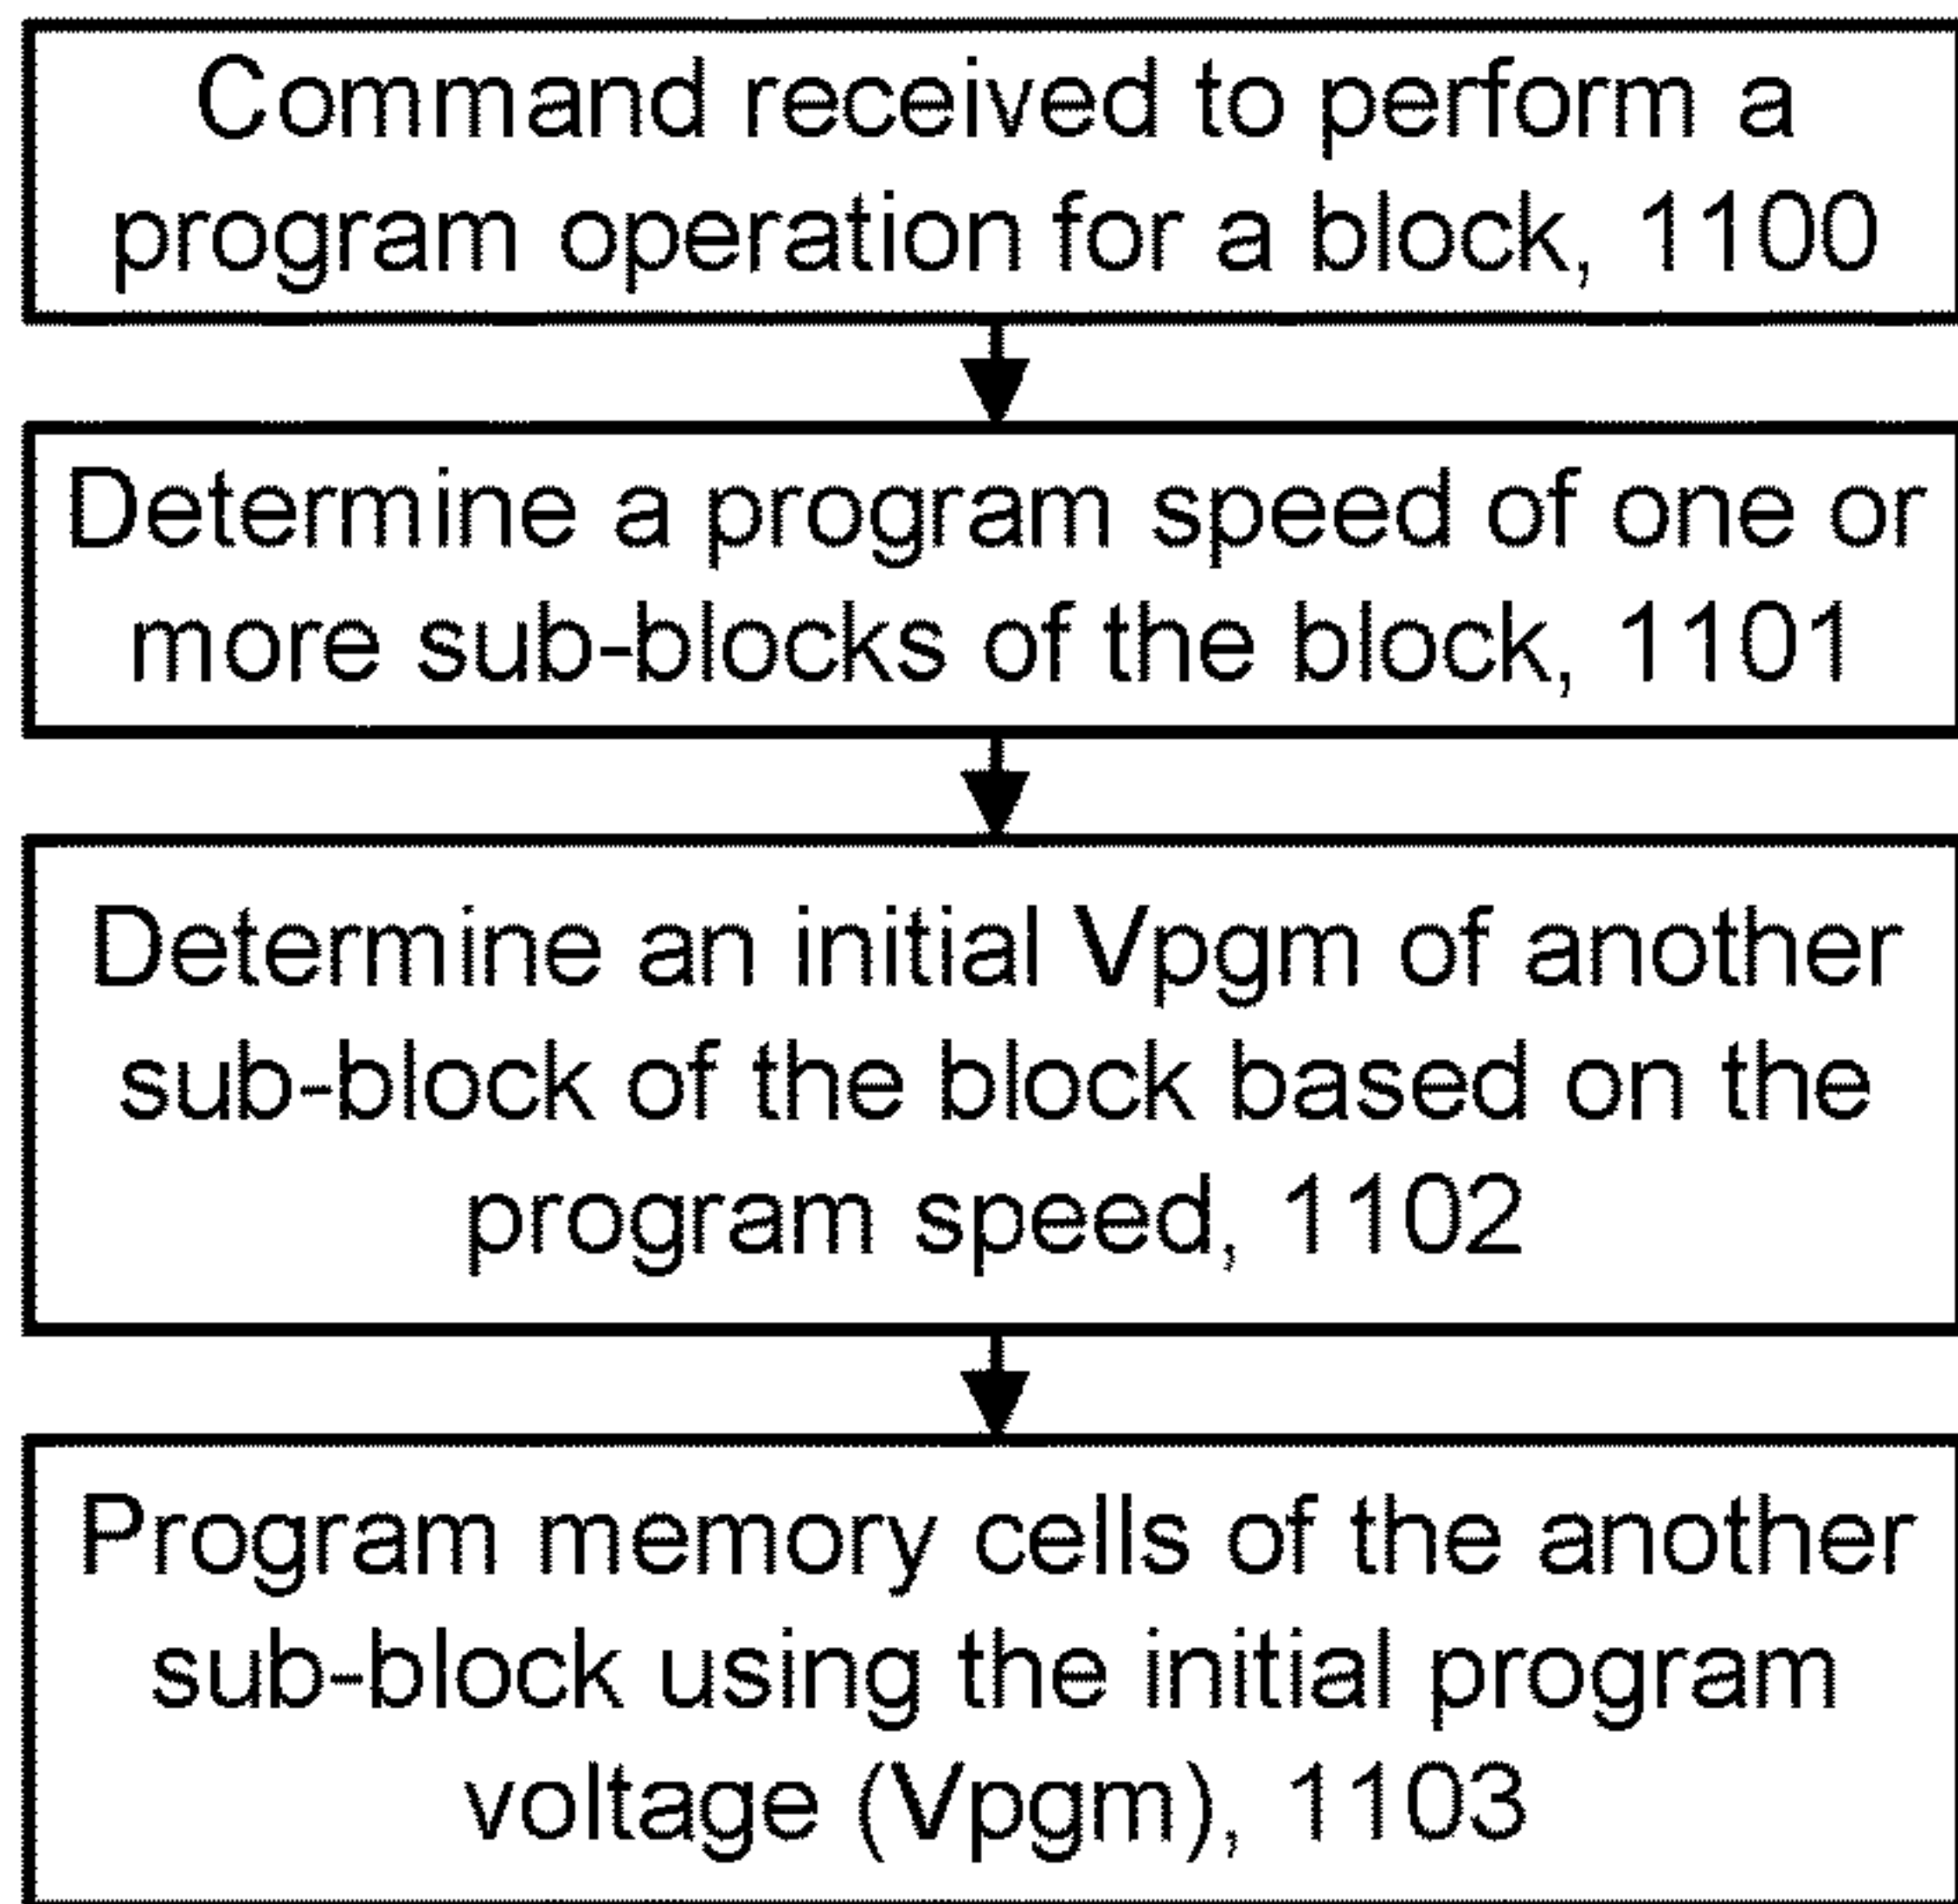 Command received to perform a
program operation for a block, 1100
Determine a program speed of one or
more sub-blocks of the block, 1101
Determine an initial Vpgm of another
sub-block of the block based on the
program speed, 1102
Program memory cells of the another
sub-block using the initial program
voltage (Vpgm), 1103